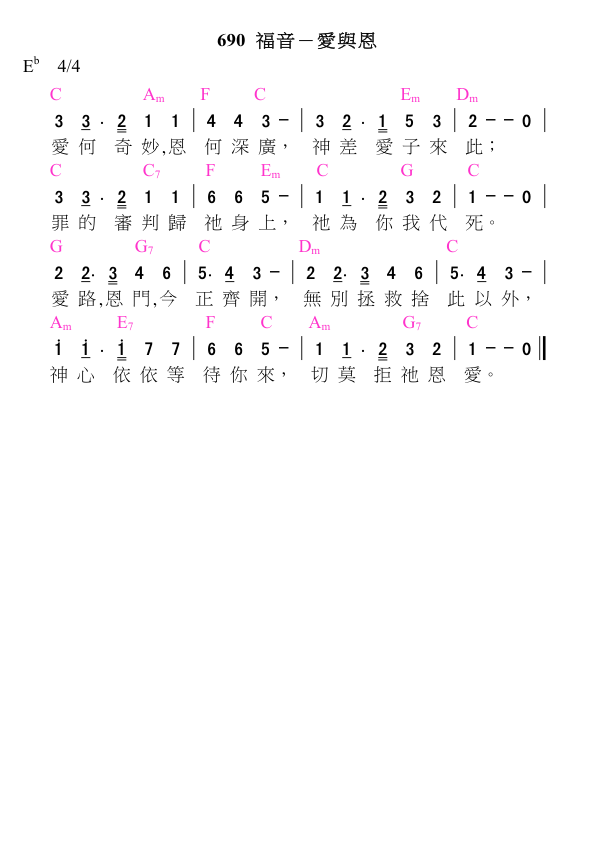 690 福音－愛與恩
E♭ 4/4
C Am F C Em Dm
3 3 · 2 1 1 | 4 4 3 － | 3 2 · 1 5 3 | 2 － － 0 |
愛 何 奇 妙,恩 何 深 廣， 神 差 愛 子 來 此；
C C7 F Em C G C
3 3 · 2 1 1 | 6 6 5 － | 1 1 · 2 3 2 | 1 － － 0 |
罪 的 審 判 歸 祂 身 上， 祂 為 你 我 代 死。
G G7 C Dm C
2 2· 3 4 6 | 5· 4 3 － | 2 2· 3 4 6 | 5· 4 3 － |
愛 路,恩 門,今 正 齊 開， 無 別 拯 救 捨 此 以 外，
Am E7 F C Am G7 C
i i · i 7 7 | 6 6 5 － | 1 1 · 2 3 2 | 1 － － 0 ‖
神 心 依 依 等 待 你 來， 切 莫 拒 祂 恩 愛。